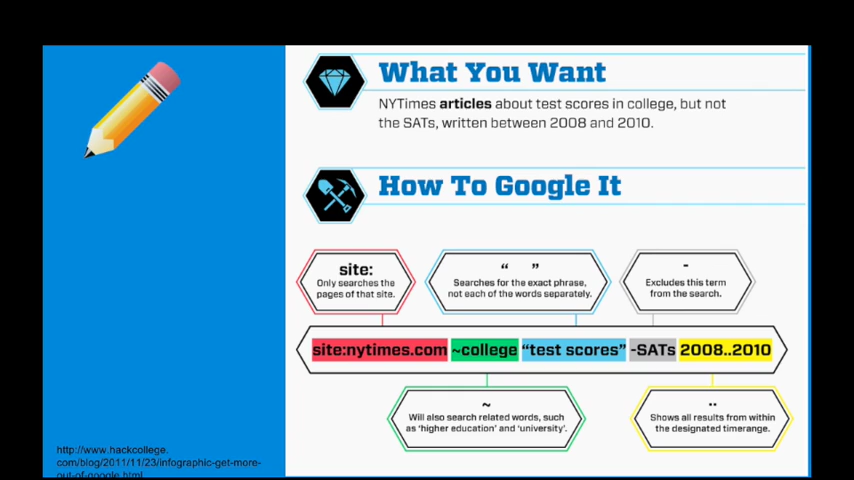 What You Want
NYTimes articles about test scores in college, but not
the SATs, written between 2008 and 2010.
How To Google It
site:
Only searches the
pages of that site.
“ ”
Searches for the exact phrase,
not each of the words separately.
-
Excludes this term
from the search.
site:nytimes.com ~college “test scores” -SATs 2008..2010
~
Will also search related words, such
as 'higher education' and 'university'.
..
Shows all results from within
the designated timerange.
http://www.hackcollege.
com/blog/2011/11/23/infographic-get-more-
out-of-google.html